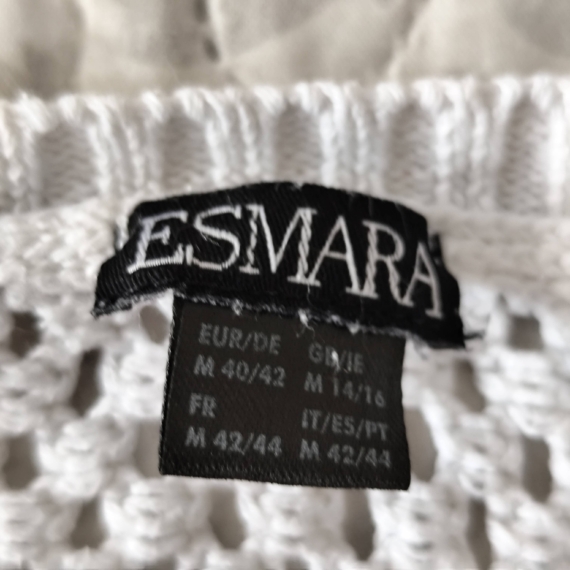 ESMARA
EUR/DE GB/IE
M 40/42 M 14/16
FR IT/ES/PT
M 42/44 M 42/44